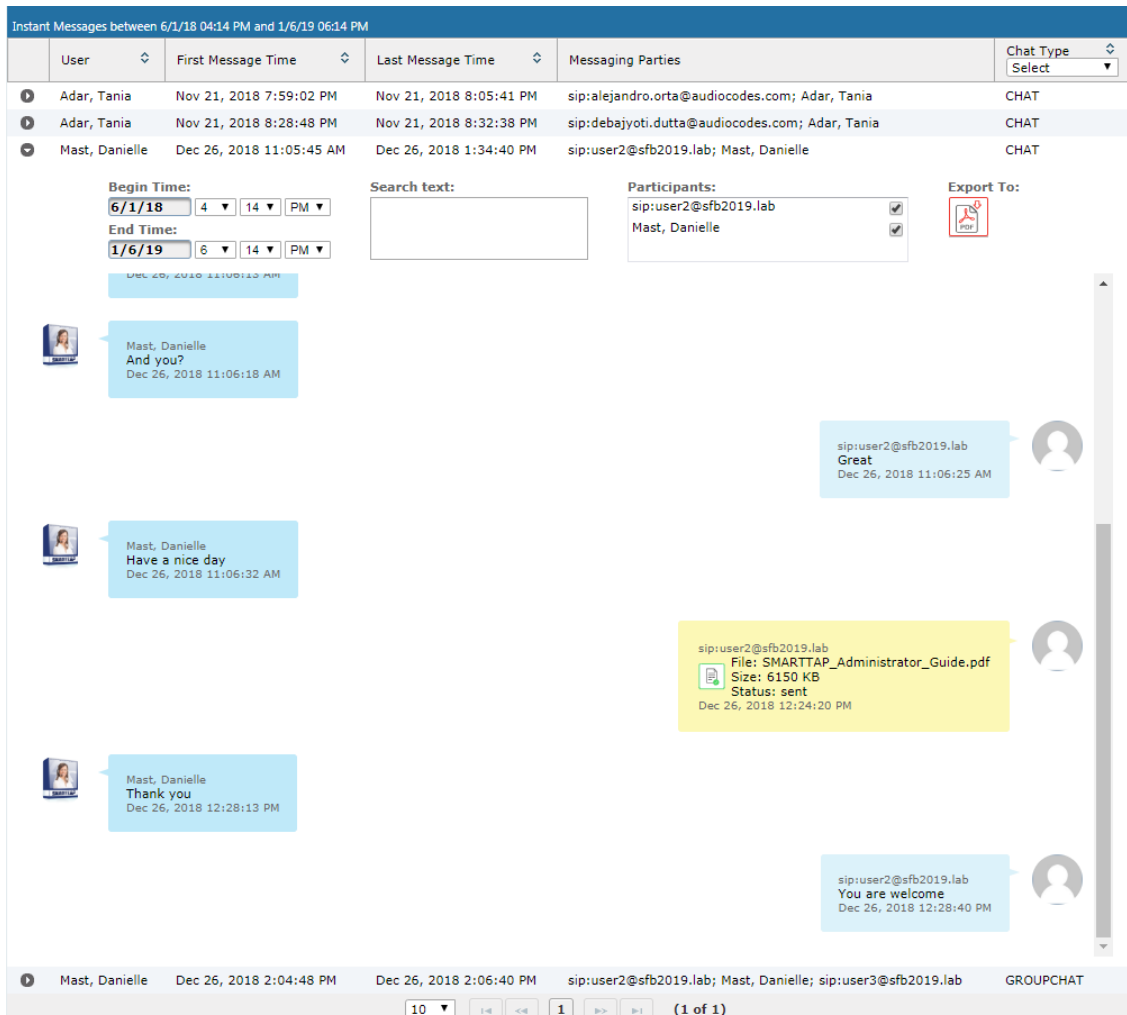 Instant Messages between 6/1/18 04:14 PM and 1/6/19 06:14 PM
User First Message Time Last Message Time Messaging Parties Chat Type
Select
Adar, Tania Nov 21, 2018 7:59:02 PM Nov 21, 2018 8:05:41 PM sip:alejandro.orta@audiocodes.com; Adar, Tania CHAT
Adar, Tania Nov 21, 2018 8:28:48 PM Nov 21, 2018 8:32:38 PM sip:debajyoti.dutta@audiocodes.com; Adar, Tania CHAT
Mast, Danielle Dec 26, 2018 11:05:45 AM Dec 26, 2018 1:34:40 PM sip:user2@sfb2019.lab; Mast, Danielle CHAT
Begin Time: Search text: Participants: Export To:
6/1/18 4 14 PM sip:user2@sfb2019.lab
End Time: Mast, Danielle PDF
1/6/19 6 14 PM
Dec 26, 2018 11:06:13 AM
Mast, Danielle
And you?
Dec 26, 2018 11:06:18 AM
SMARTTAP
sip:user2@sfb2019.lab
Great
Dec 26, 2018 11:06:25 AM
Mast, Danielle
Have a nice day
Dec 26, 2018 11:06:32 AM
SMARTTAP
sip:user2@sfb2019.lab
File: SMARTTAP_Administrator_Guide.pdf
Size: 6150 KB
Status: sent
Dec 26, 2018 12:24:20 PM
Mast, Danielle
Thank you
Dec 26, 2018 12:28:13 PM
SMARTTAP
sip:user2@sfb2019.lab
You are welcome
Dec 26, 2018 12:28:40 PM
Mast, Danielle Dec 26, 2018 2:04:48 PM Dec 26, 2018 2:06:40 PM sip:user2@sfb2019.lab; Mast, Danielle; sip:user3@sfb2019.lab GROUPCHAT
10 1 (1 of 1)